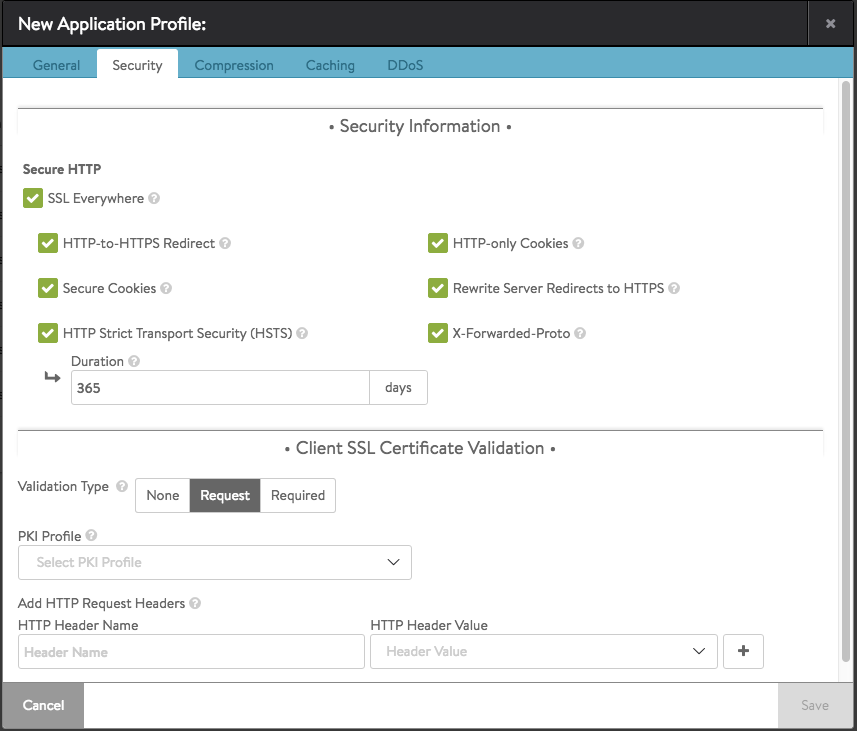 New Application Profile:
General Security Compression Caching DDoS
• Security Information •
Secure HTTP
SSL Everywhere ?
HTTP-to-HTTPS Redirect ? HTTP-only Cookies ?
Secure Cookies ? Rewrite Server Redirects to HTTPS ?
HTTP Strict Transport Security (HSTS) ? X-Forwarded-Proto ?
Duration ?
365 days
• Client SSL Certificate Validation •
Validation Type ? None Request Required
PKI Profile ?
Select PKI Profile
Add HTTP Request Headers ?
HTTP Header Name HTTP Header Value
Header Name Header Value +
Cancel Save